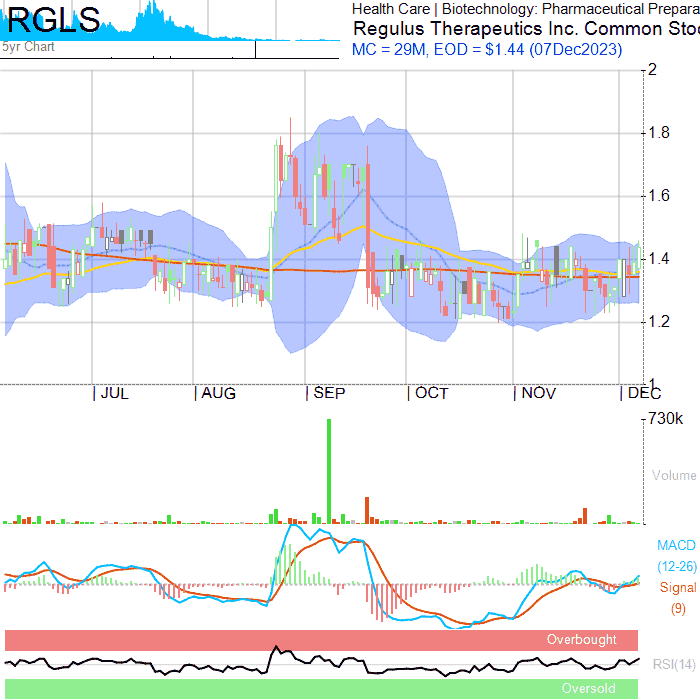 RGLS
5yr Chart
Health Care | Biotechnology: Pharmaceutical Prepara
Regulus Therapeutics Inc. Common Stoc
MC = 29M, EOD = $1.44 (07Dec2023)
2
1.8
1.6
1.4
1.2
1
JUL AUG SEP OCT NOV DEC
730k
Volume
MACD
(12-26)
Signal
(9)
Overbought
RSI(14)
Oversold